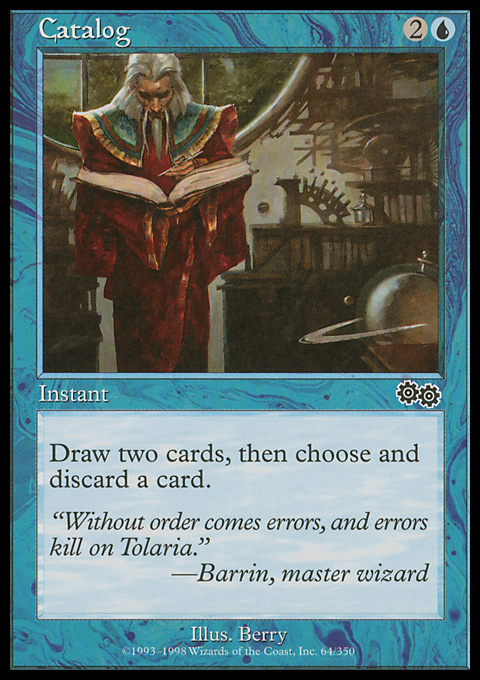 Catalog 2
Instant
Draw two cards, then choose and
discard a card.
“Without order comes errors, and errors
kill on Tolaria.”
—Barrin, master wizard
Illus. Berry
©1993–1998 Wizards of the Coast, Inc. 64/350